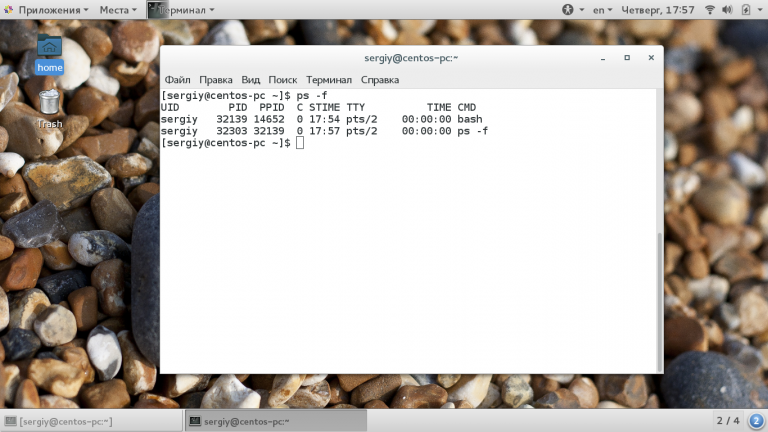 Приложения Места Терминал en Четверг, 17:57
home
Trash
sergiy@centos-pc:~
Файл Правка Вид Поиск Терминал Справка
[sergiy@centos-pc ~]$ ps -f
UID PID PPID C STIME TTY TIME CMD
sergiy 32139 14652 0 17:54 pts/2 00:00:00 bash
sergiy 32303 32139 0 17:57 pts/2 00:00:00 ps -f
[sergiy@centos-pc ~]$
[sergiy@centos-pc:~] sergiy@centos-pc:~ 2 / 4 2